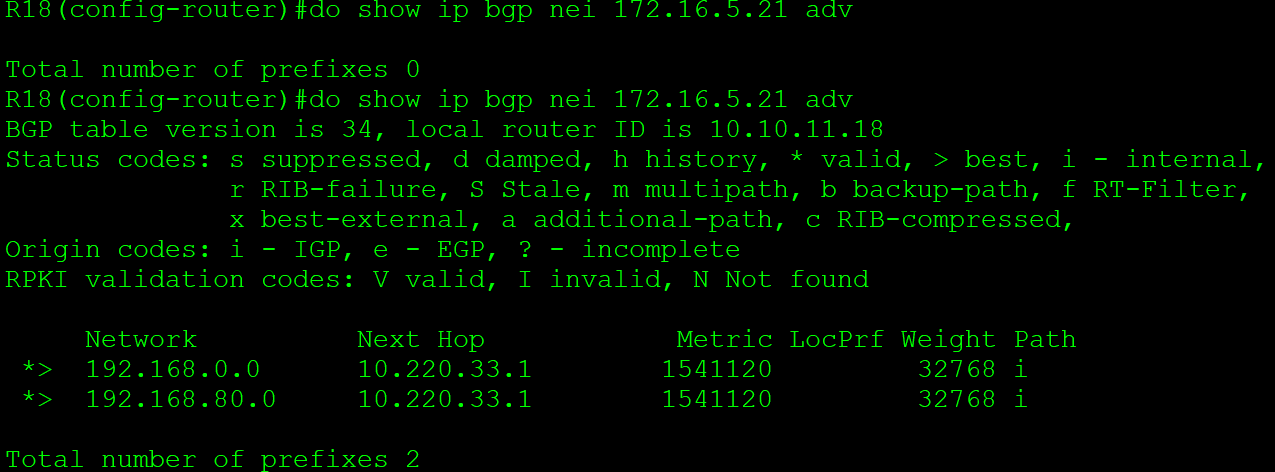 R18(config-router)#do show ip bgp nei 172.16.5.21 adv
Total number of prefixes 0
R18(config-router)#do show ip bgp nei 172.16.5.21 adv
BGP table version is 34, local router ID is 10.10.11.18
Status codes: s suppressed, d damped, h history, * valid, > best, i - internal,
r RIB-failure, S Stale, m multipath, b backup-path, f RT-Filter,
x best-external, a additional-path, c RIB-compressed,
Origin codes: i - IGP, e - EGP, ? - incomplete
RPKI validation codes: V valid, I invalid, N Not found
Network Next Hop Metric LocPrf Weight Path
*> 192.168.0.0 10.220.33.1 1541120 32768 i
*> 192.168.80.0 10.220.33.1 1541120 32768 i
Total number of prefixes 2